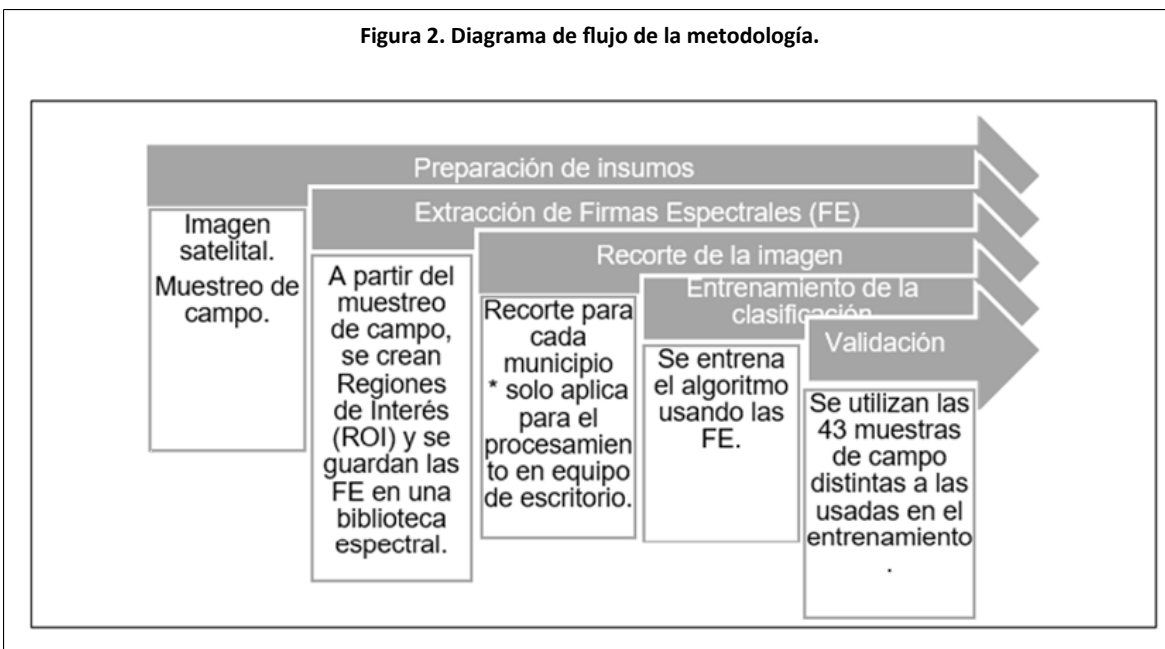 Figura 2. Diagrama de flujo de la metodología.
Preparación de insumos
Imagen
satelital.
Muestreo de
campo.
Extracción de Firmas Espectrales (FE)
A partir del
muestreo
de campo,
se crean
Regiones
de Interés
(ROI) y se
guardan las
FE en una
biblioteca
espectral.
Recorte de la imagen
Recorte para
cada
municipio
* solo aplica
para el
procesamien
to en equipo
de escritorio.
Entrenamiento de la
clasificación
Se entrena
el algoritmo
usando las
FE.
Validación
Se utilizan las
43 muestras
de campo
distintas a las
usadas en el
entrenamiento
.